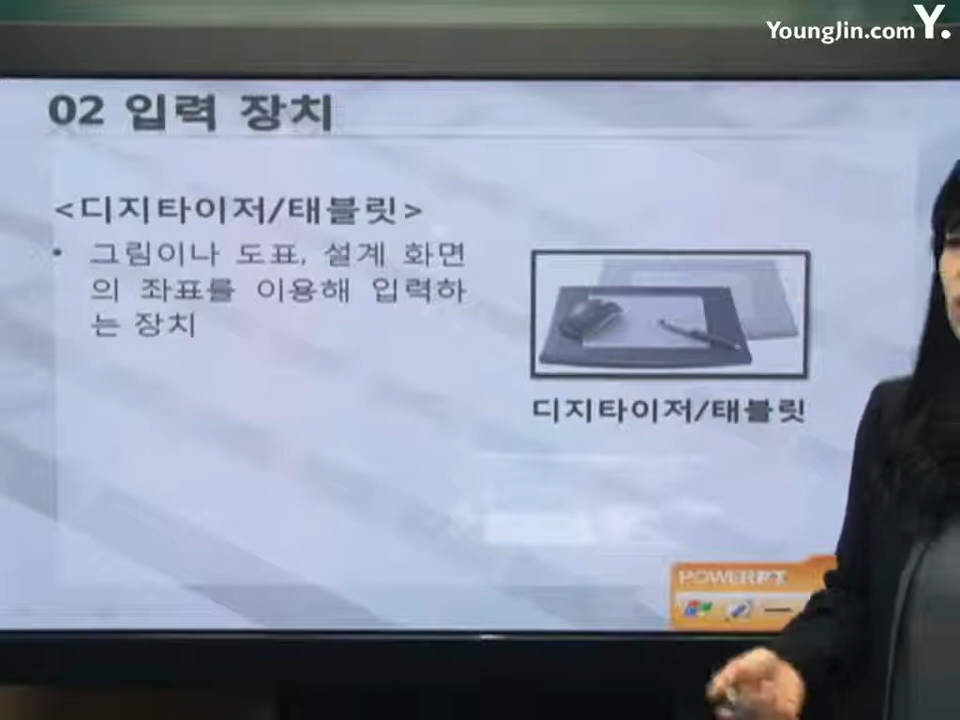 YoungJin.com Y.
02 입력 장치
<디지타이저/태블릿>
• 그림이나 도표, 설계 화면
의 좌표를 이용해 입력하
는 장치
디지타이저/태블릿
POWERPT